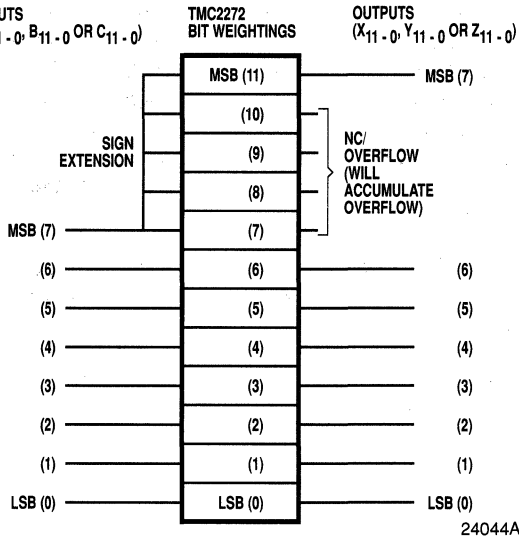 UTS
1 - 0, B11 - 0 OR C11 - 0)
TMC2272
BIT WEIGHTINGS
OUTPUTS
(X11 - 0, Y11 - 0 OR Z11 - 0)
MSB (11)
MSB (7)
(10)
SIGN
EXTENSION
(9)
NC/
OVERFLOW
(WILL
ACCUMULATE
OVERFLOW)
(8)
MSB (7)
(7)
(6)
(6)
(6)
(5)
(5)
(5)
(4)
(4)
(4)
(3)
(3)
(3)
(2)
(2)
(2)
(1)
(1)
(1)
LSB (0)
LSB (0)
LSB (0)
24044A